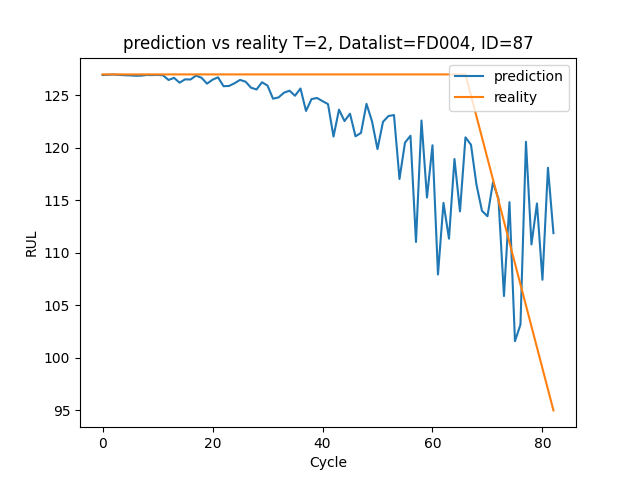 prediction vs reality T=2, Datalist=FD004, ID=87
prediction
reality
RUL
125
120
115
110
105
100
95
0 20 40 60 80
Cycle